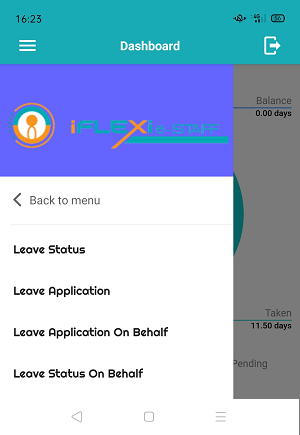 16:23
Dashboard
Balance
0.00 days
iFLEXi
Back to menu
Leave Status
Leave Application
Taken
11.50 days
Leave Application On Behalf
Pending
Leave Status On Behalf